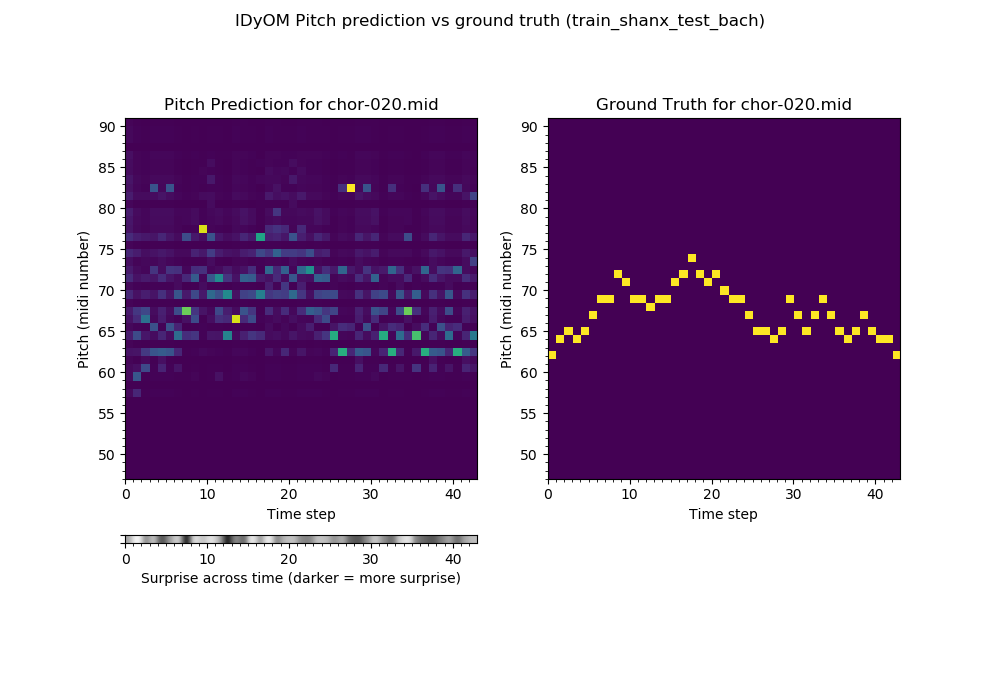 IDyOM Pitch prediction vs ground truth (train_shanx_test_bach)
Pitch Prediction for chor-020.mid
90
85
80
75
70
65
60
55
50
Pitch (midi number)
0 10 20 30 40
Time step
0 10 20 30 40
Surprise across time (darker = more surprise)
Ground Truth for chor-020.mid
90
85
80
75
70
65
60
55
50
Pitch (midi number)
0 10 20 30 40
Time step